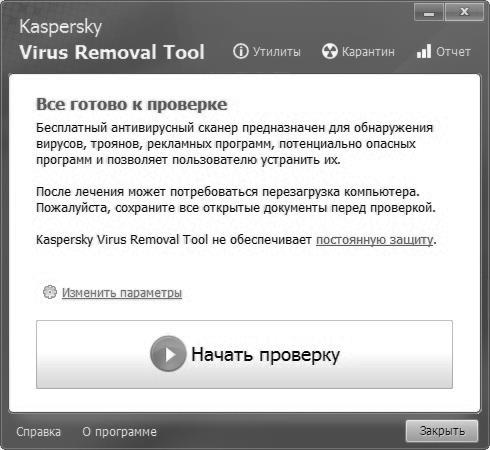 Kaspersky
Virus Removal Tool
Утилиты
Карантин
Отчет
Все готово к проверке
Бесплатный антивирусный сканер предназначен для обнаружения
вирусов, троянов, рекламных программ, потенциально опасных
программ и позволяет пользователю устранить их.
После лечения может потребоваться перезагрузка компьютера.
Пожалуйста, сохраните все открытые документы перед проверкой.
Kaspersky Virus Removal Tool не обеспечивает постоянную защиту.
Изменить параметры
Начать проверку
Справка
О программе
Закрыть